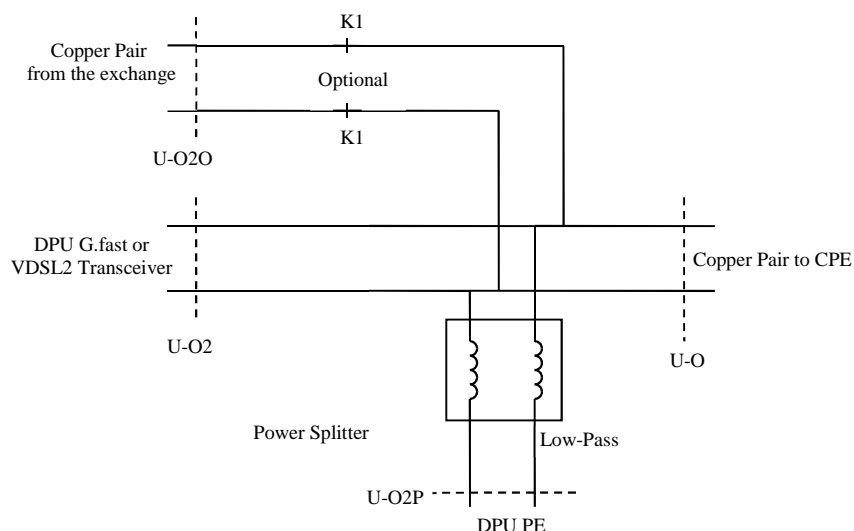 K1
Copper Pair
from the exchange
Optional
K1
U-O2O
DPU G.fast or
VDSL2 Transceiver
Copper Pair to CPE
U-O2
U-O
Power Splitter
Low-Pass
U-O2P
DPU PE